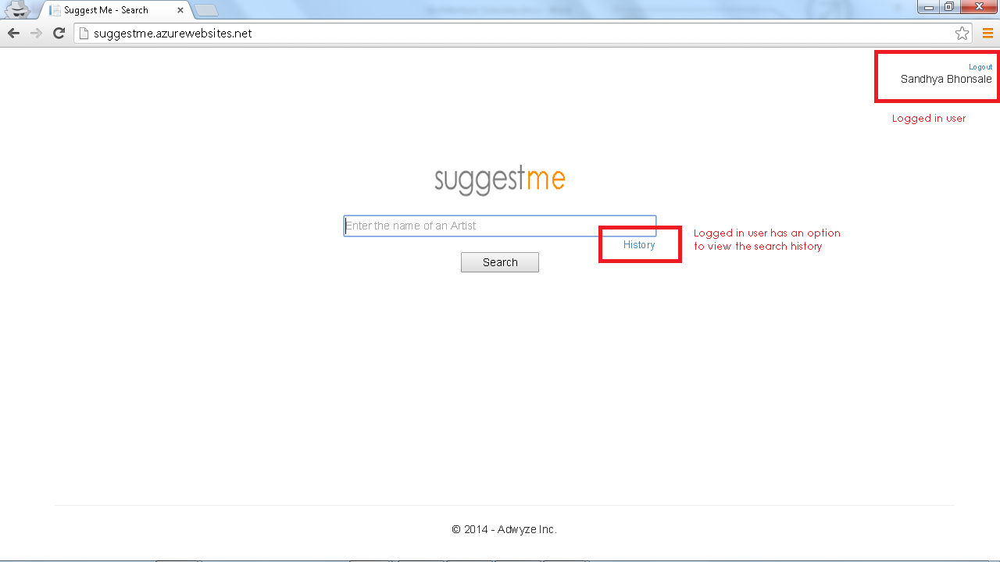 Suggest Me - Search
suggestme.azurewebsites.net
Logout
Sandhya Bhonsale
Logged in user
suggestme
Enter the name of an Artist
History
Logged in user has an option
to view the search history
Search
© 2014 - Adwyze Inc.